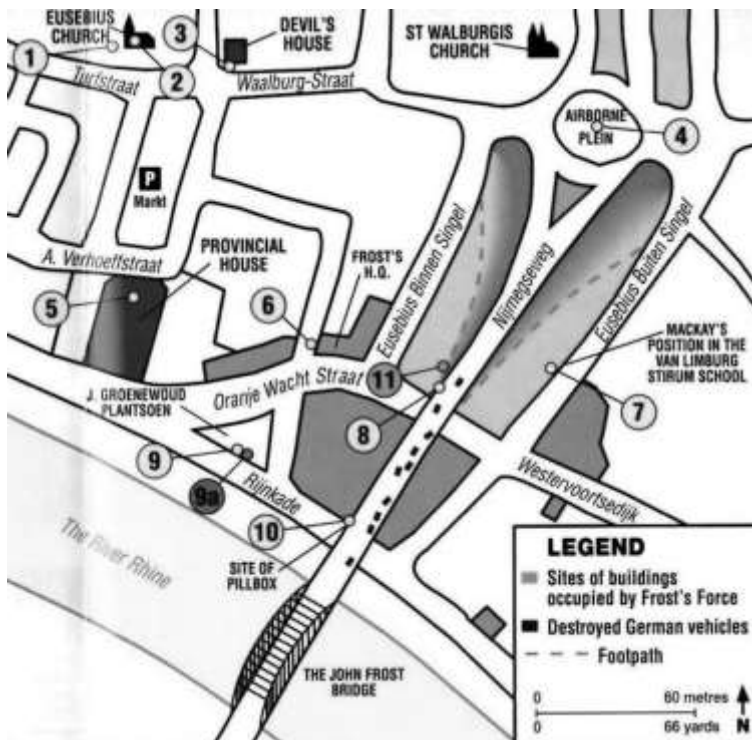 EUSEBIUS
CHURCH
1
2
3
DEVIL'S
HOUSE
ST WALBURGIS
CHURCH
Turfstraat
Waalburg-Straat
AIRBORNE
PLEIN
4
P
Markt
A. Verhoeffstraat
PROVINCIAL
HOUSE
FROST'S
H.Q.
Eusebius Binnen Singel
Nijmegseweg
Eusebius Buiten Singel
5
6
MACKAY'S
POSITION IN THE
VAN LIMBURG
STIRUM SCHOOL
7
Oranje Wacht Straat
11
8
J. GROENEWOUD
PLANTSOEN
9
9a
Rijnkade
10
SITE OF
PILLBOX
Westervoortsedijk
The River Rhine
THE JOHN FROST
BRIDGE
LEGEND
Sites of buildings
occupied by Frost's Force
Destroyed German vehicles
Footpath
0 60 metres
0 66 yards
N